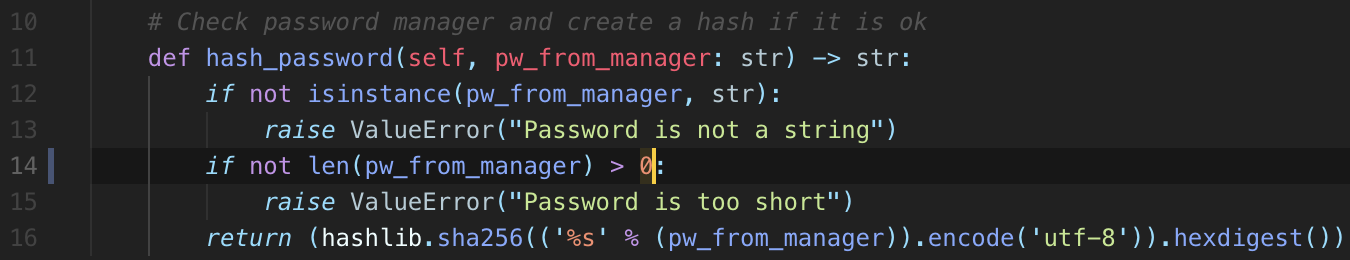 10 # Check password manager and create a hash if it is ok
11 def hash_password(self, pw_from_manager: str) -> str:
12 if not isinstance(pw_from_manager, str):
13 raise ValueError("Password is not a string")
14 if not len(pw_from_manager) > 0:
15 raise ValueError("Password is too short")
16 return (hashlib.sha256(('%s' % (pw_from_manager)).encode('utf-8')).hexdigest())